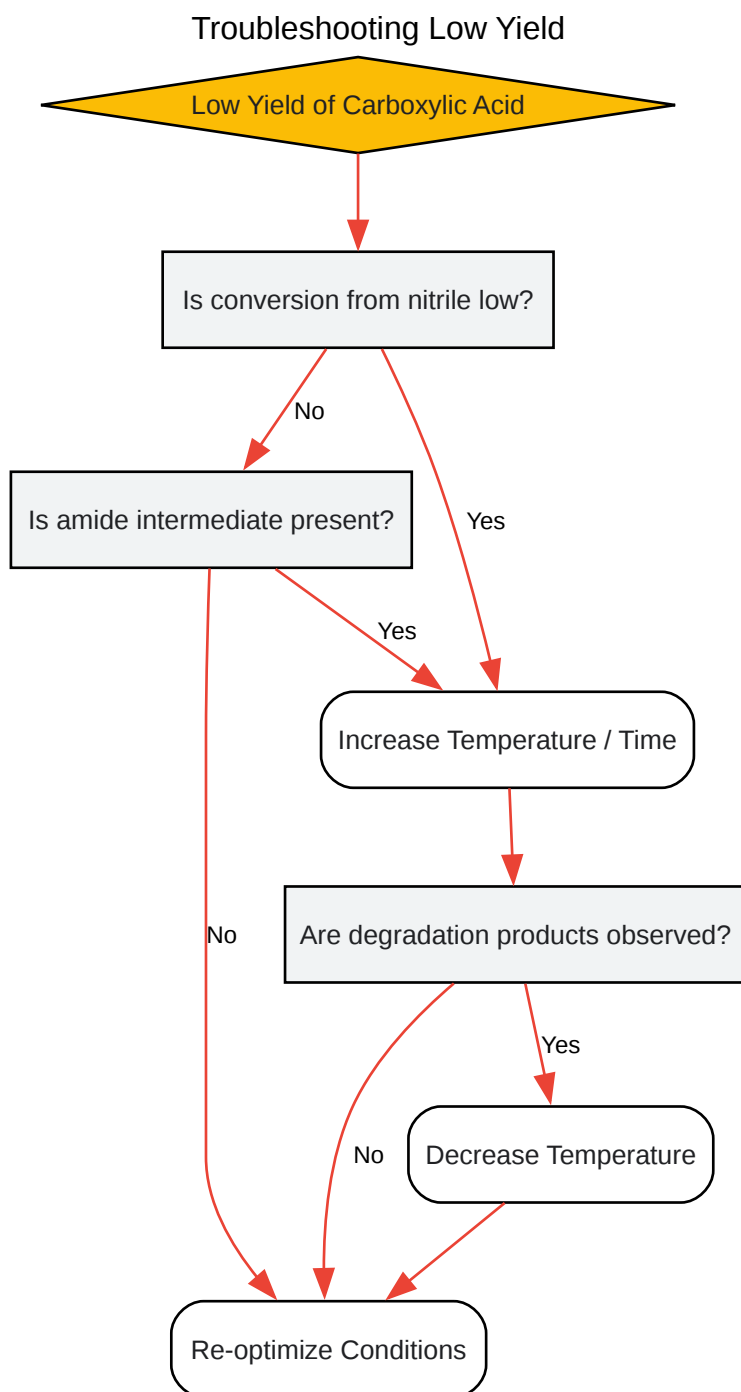 Troubleshooting Low Yield
Low Yield of Carboxylic Acid
Is conversion from nitrile low?
No
Is amide intermediate present?
Yes
Yes
Increase Temperature / Time
No
Are degradation products observed?
Yes
No
Decrease Temperature
Re-optimize Conditions